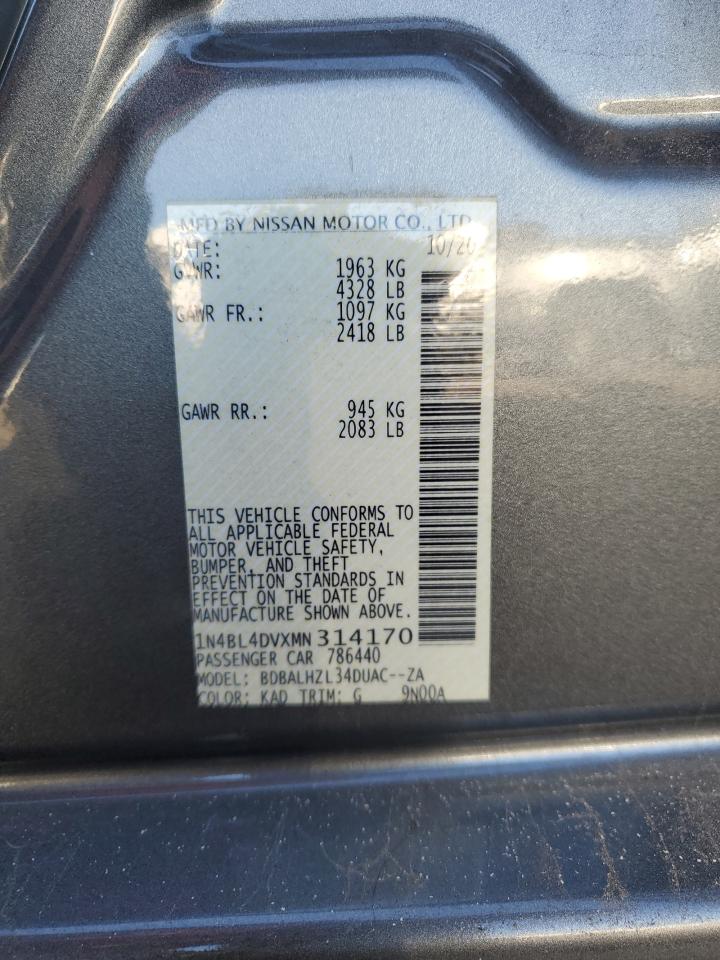 MFD BY NISSAN MOTOR CO., LTD
DATE: 10/20
GVWR: 1963 KG
4328 LB
GAWR FR.: 1097 KG
2418 LB
GAWR RR.: 945 KG
2083 LB
THIS VEHICLE CONFORMS TO
ALL APPLICABLE FEDERAL
MOTOR VEHICLE SAFETY,
BUMPER, AND THEFT
PREVENTION STANDARDS IN
EFFECT ON THE DATE OF
MANUFACTURE SHOWN ABOVE.
1N4BL4DVXMN314170
PASSENGER CAR 786440
MODEL: BDBALHZL34DUAC--ZA
COLOR: KAD TRIM: G 9N00A